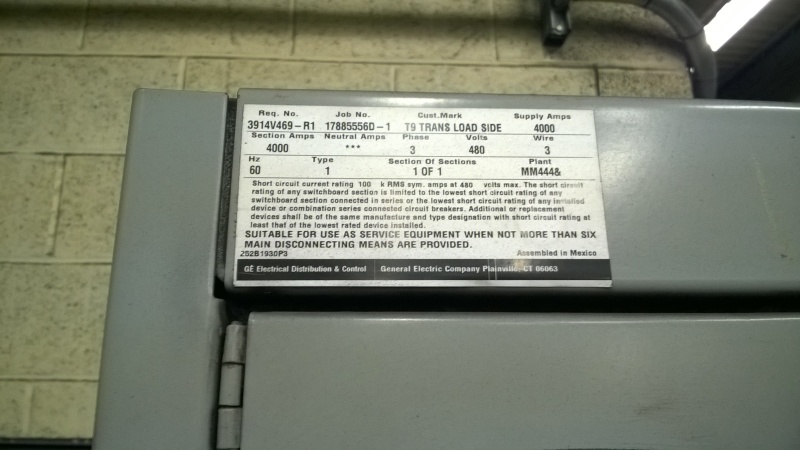 Req. No. Job No. Cust.Mark Supply Amps
3914V469-R1 17885556D-1 T9 TRANS LOAD SIDE 4000
Section Amps Neutral Amps Phase Volts Wire
4000 *** 3 480 3
Hz Type Section Of Sections Plant
60 1 1 OF 1 MM444&
Short circuit current rating 100 k RMS sym. amps at 480 volts max. The short circuit
rating of any switchboard section is limited to the lowest short circuit rating of any
switchboard section connected in series or the lowest short circuit rating of any installed
device or combination series connected circuit breakers. Additional or replacement
devices shall be of the same manufacture and type designation with short circuit rating at
least that of the lowest rated device installed.
SUITABLE FOR USE AS SERVICE EQUIPMENT WHEN NOT MORE THAN SIX
MAIN DISCONNECTING MEANS ARE PROVIDED.
252B1930P3 Assembled in Mexico
GE Electrical Distribution & Control General Electric Company Plainville, CT 06063